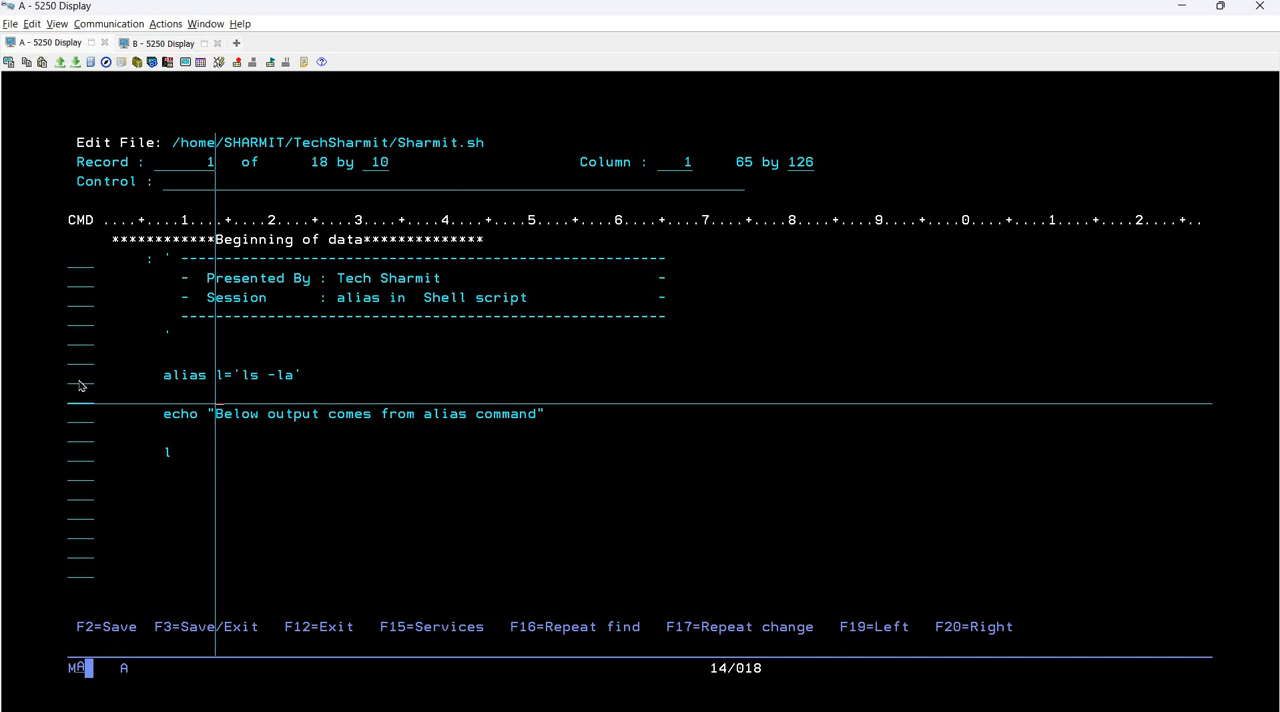 A - 5250 Display
File Edit View Communication Actions Window Help
A - 5250 Display B - 5250 Display
Edit File: /home/SHARMIT/TechSharmit/Sharmit.sh
Record : 1 of 18 by 10 Column : 1 65 by 126
Control :
CMD ....+....1....+....2....+....3....+....4....+....5....+....6....+....7....+....8....+....9....+....0....+....1....+....2....+..
************Beginning of data**************
: ' --------------------------------------------------------
- Presented By : Tech Sharmit -
- Session : alias in Shell script -
--------------------------------------------------------
'
alias l='ls -la'
echo "Below output comes from alias command"
l
F2=Save F3=Save/Exit F12=Exit F15=Services F16=Repeat find F17=Repeat change F19=Left F20=Right
MA A 14/018